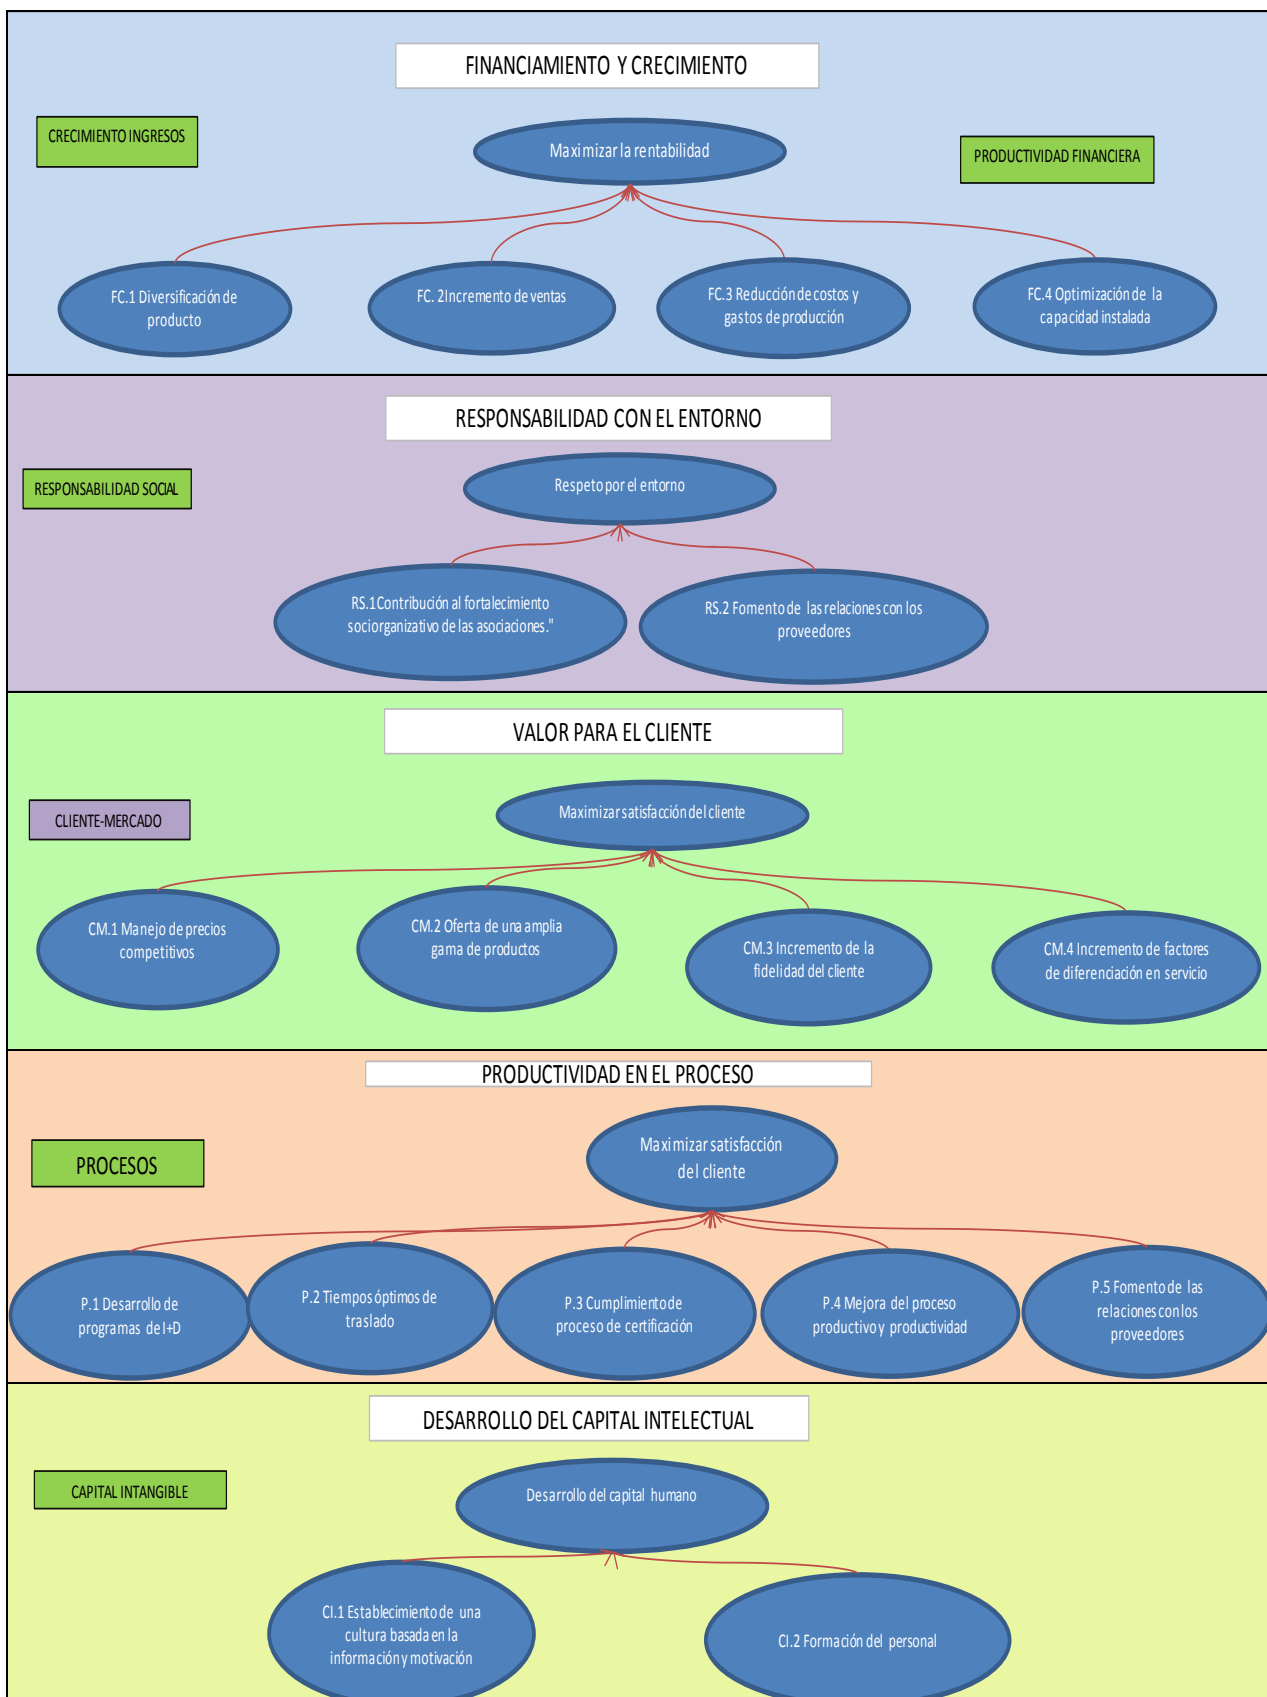 FINANCIAMIENTO Y CRECIMIENTO
CRECIMIENTO INGRESOS
Maximizar la rentabilidad
PRODUCTIVIDAD FINANCIERA
FC.1 Diversificación de
producto
FC. 2Incremento de ventas
FC.3 Reducción de costos y
gastos de producción
FC.4 Optimización de la
capacidad instalada
RESPONSABILIDAD CON EL ENTORNO
RESPONSABILIDAD SOCIAL
Respeto por el entorno
RS.1Contribución al fortalecimiento
sociorganizativo de las asociaciones."
RS.2 Fomento de las relaciones con los
proveedores
VALOR PARA EL CLIENTE
CLIENTE-MERCADO
Maximizar satisfacción del cliente
CM.1 Manejo de precios
competitivos
CM.2 Oferta de una amplia
gama de productos
CM.3 Incremento de la
fidelidad del cliente
CM.4 Incremento de factores
de diferenciación en servicio
PRODUCTIVIDAD EN EL PROCESO
PROCESOS
Maximizar satisfacción
del cliente
P.1 Desarrollo de
programas de I+D
P.2 Tiempos óptimos de
traslado
P.3 Cumplimiento de
proceso de certificación
P.4 Mejora del proceso
productivo y productividad
P.5 Fomento de las
relaciones con los
proveedores
DESARROLLO DEL CAPITAL INTELECTUAL
CAPITAL INTANGIBLE
Desarrollo del capital humano
CI.1 Establecimiento de una
cultura basada en la
información y motivación
CI.2 Formación del personal